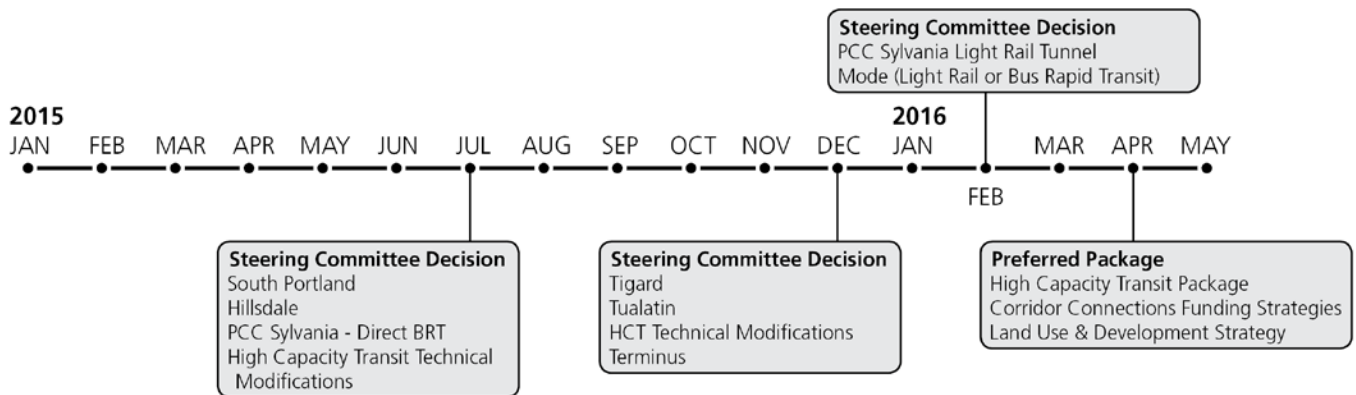 Steering Committee Decision
PCC Sylvania Light Rail Tunnel
Mode (Light Rail or Bus Rapid Transit)
2015 2016
JAN FEB MAR APR MAY JUN JUL AUG SEP OCT NOV DEC JAN MAR APR MAY
FEB
Steering Committee Decision
South Portland
Hillsdale
PCC Sylvania - Direct BRT
High Capacity Transit Technical
Modifications
Steering Committee Decision
Tigard
Tualatin
HCT Technical Modifications
Terminus
Preferred Package
High Capacity Transit Package
Corridor Connections Funding Strategies
Land Use & Development Strategy